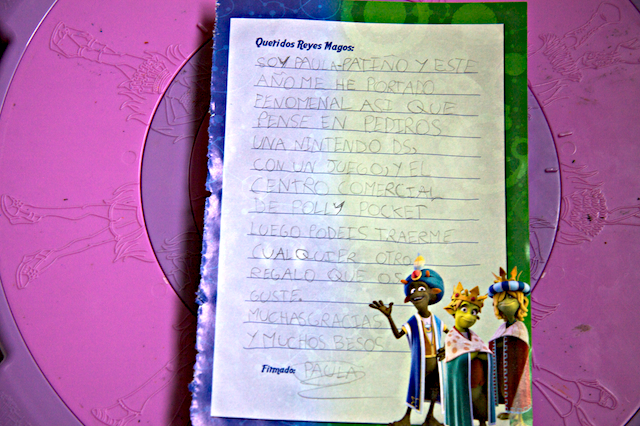 Queridos Reyes Magos:
SOY PAULA PATIÑO Y ESTE
AÑO ME HE PORTADO
FENOMENAL ASI QUE
PENSE EN PEDIROS
UNA NINTENDO DS,
CON UN JUEGO, Y EL
CENTRO COMERCIAL
DE POLLY POCKET
LUEGO PODEIS TRAERME
CUALQUIER OTRO
REGALO QUE OS
GUSTE.
MUCHASGRACIAS
Y MUCHOS BESOS
Firmado: PAULA